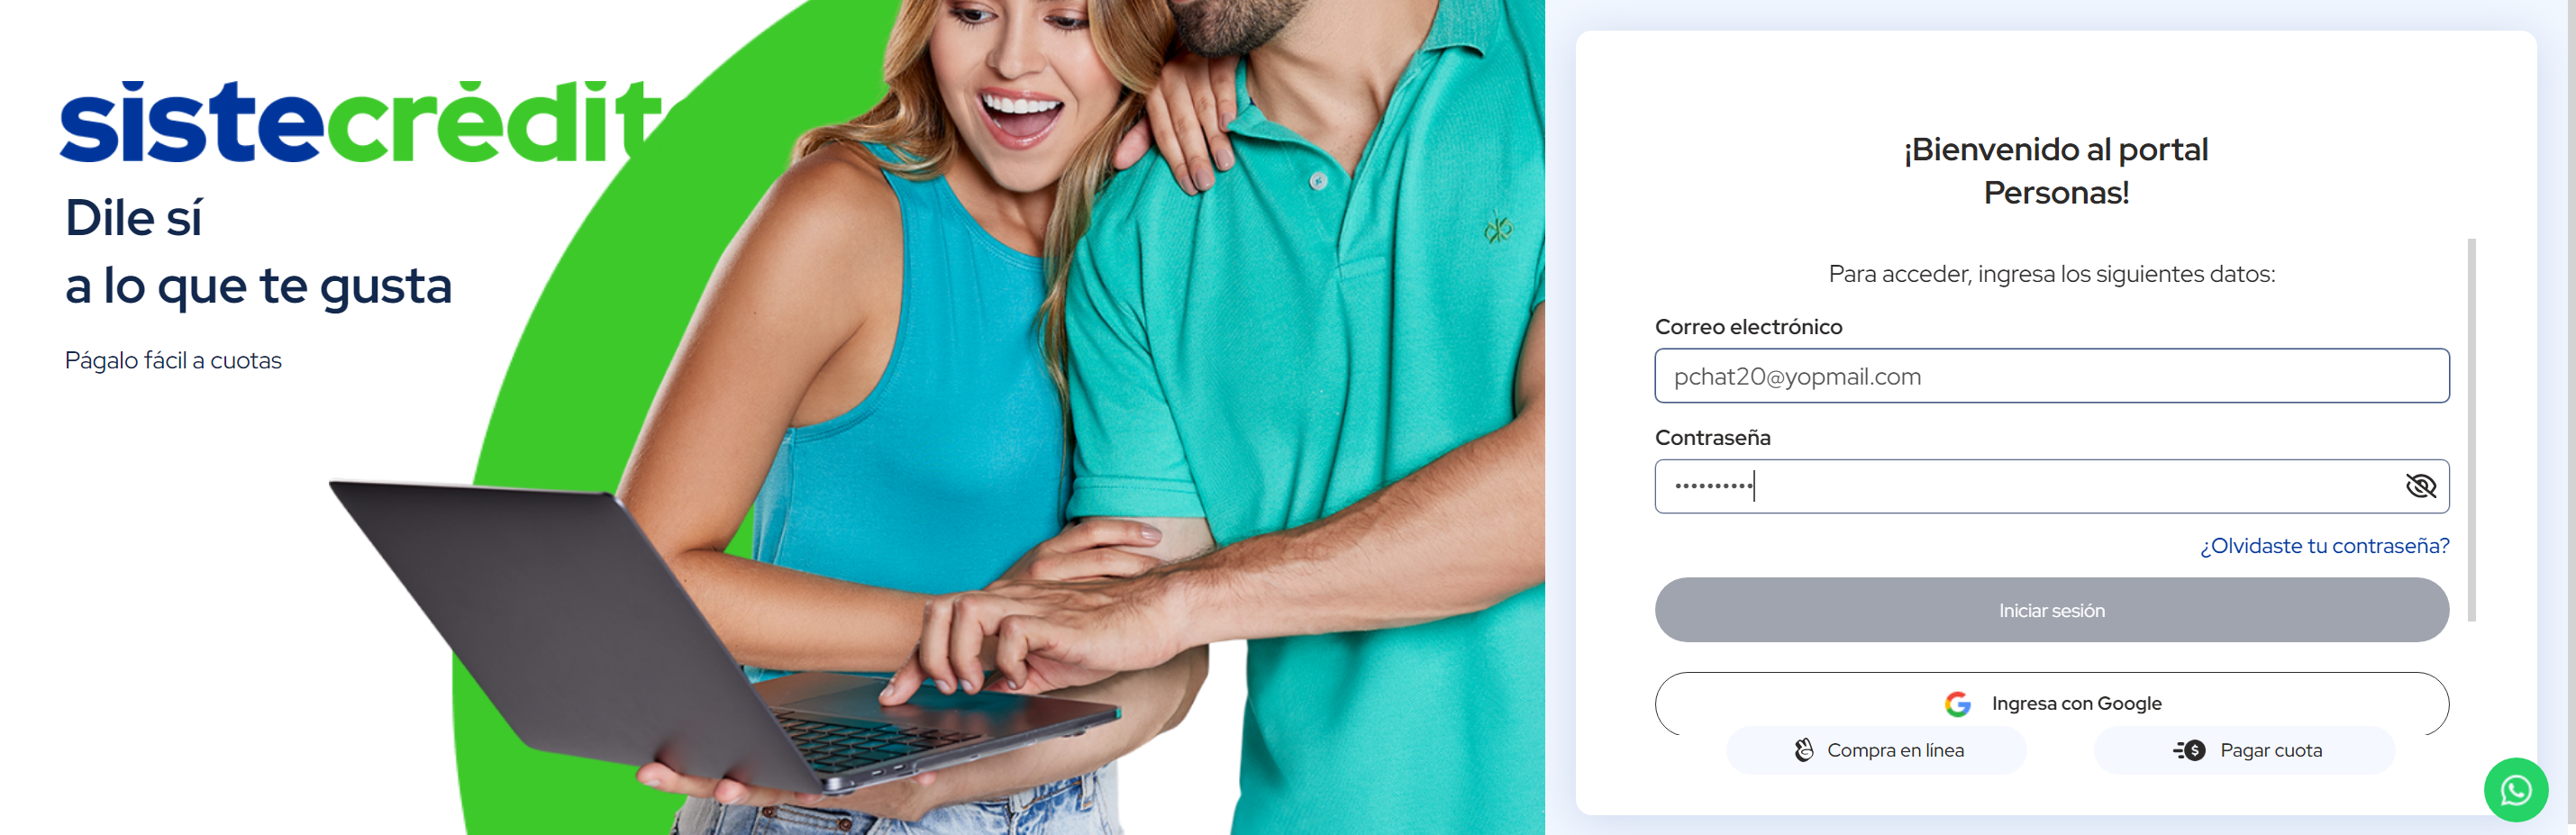 sistecrédit
Dile sí
a lo que te gusta
Págalo fácil a cuotas
¡Bienvenido al portal
Personas!
Para acceder, ingresa los siguientes datos:
Correo electrónico
pchat20@yopmail.com
Contraseña
••••••••••
¿Olvidaste tu contraseña?
Iniciar sesión
Ingresa con Google
Compra en línea
Pagar cuota